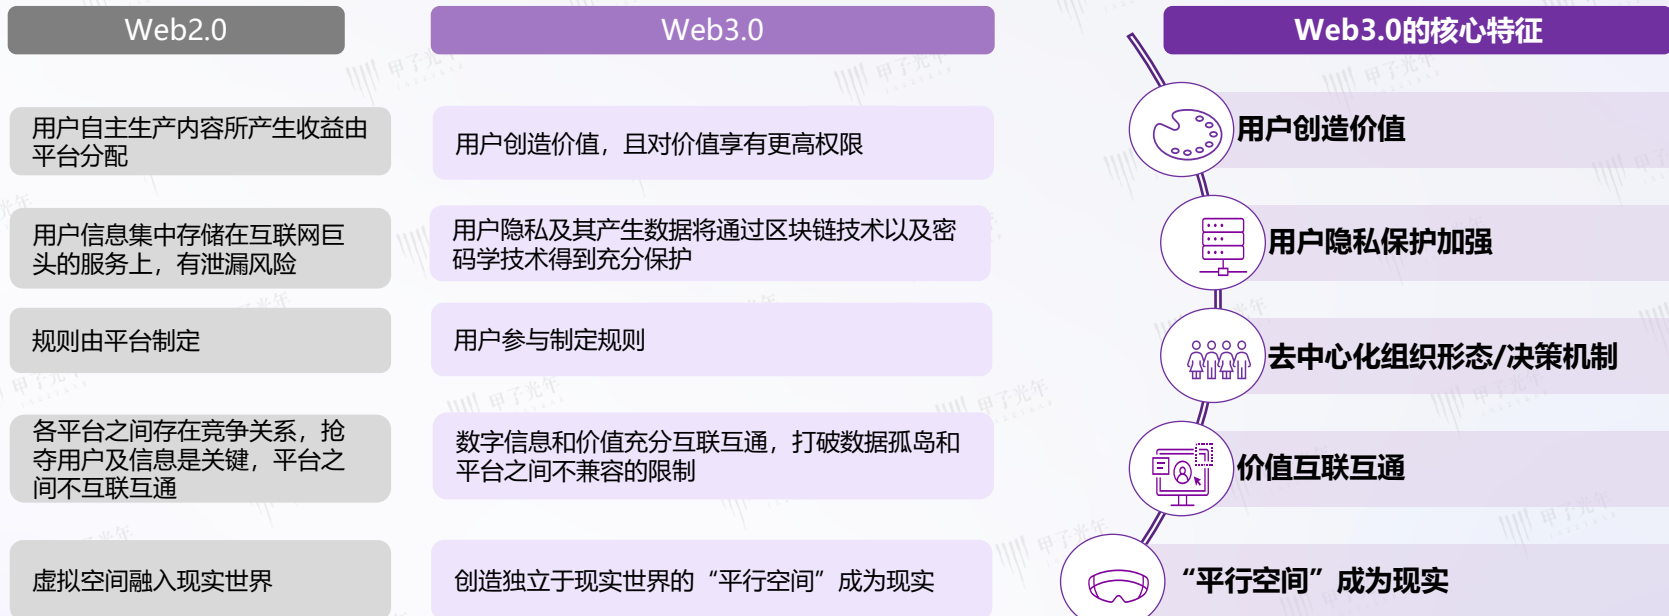 Web2.0
Web3.0
Web3.0的核心特征
用户自主生产内容所产生收益由
平台分配
用户创造价值，且对价值享有更高权限
用户创造价值
用户信息集中存储在互联网巨
头的服务上，有泄漏风险
用户隐私及其产生数据将通过区块链技术以及密
码学技术得到充分保护
用户隐私保护加强
规则由平台制定
用户参与制定规则
去中心化组织形态/决策机制
各平台之间存在竞争关系，抢
夺用户及信息是关键，平台之
间不互联互通
数字信息和价值充分互联互通，打破数据孤岛和
平台之间不兼容的限制
价值互联互通
虚拟空间融入现实世界
创造独立于现实世界的“平行空间”成为现实
“平行空间”成为现实
甲子光年